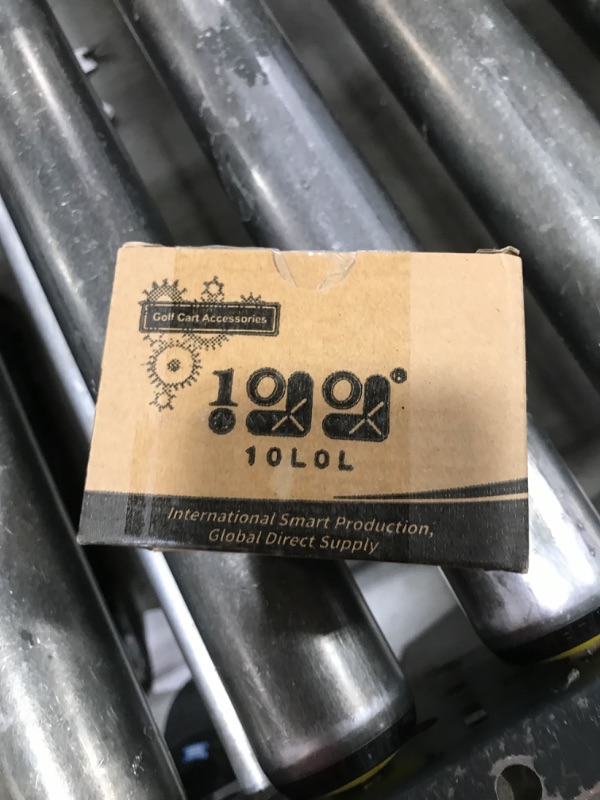 Golf Cart Accessories
10LOL
International Smart Production,
Global Direct Supply